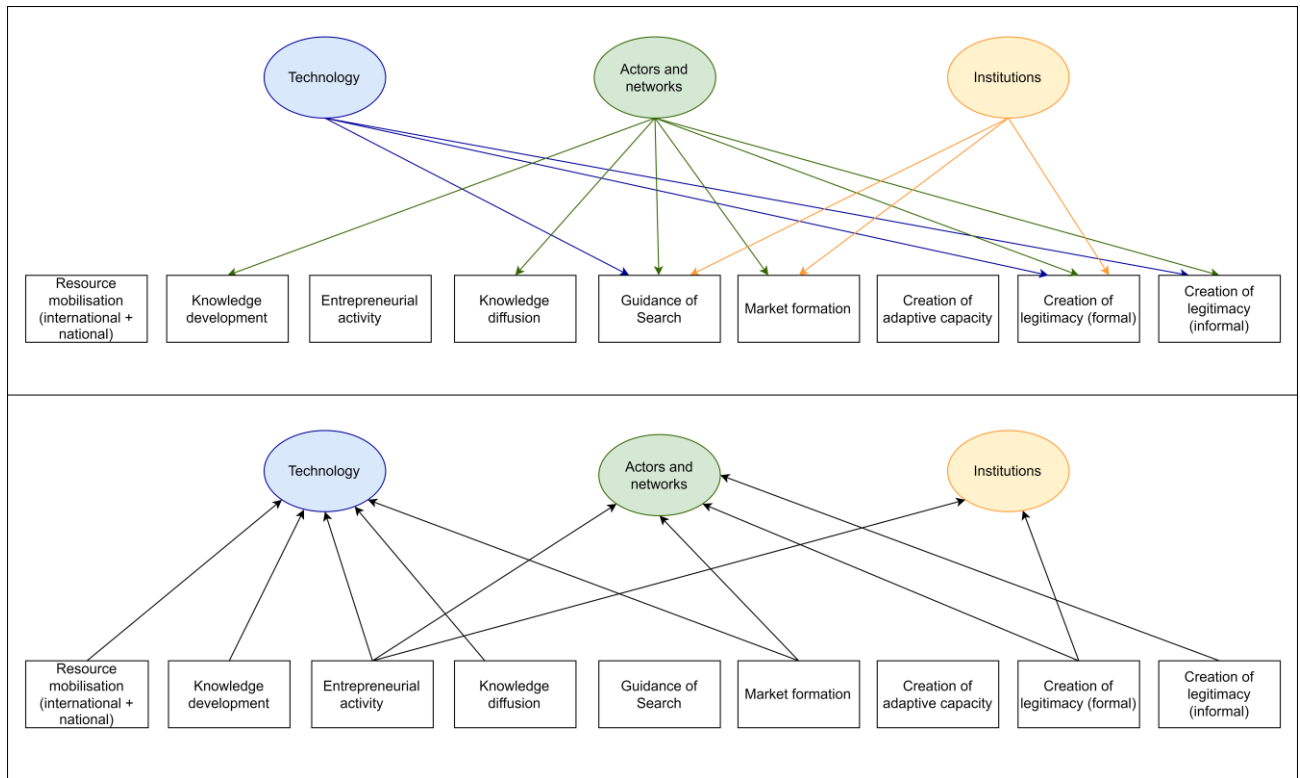 Technology
Actors and
networks
Institutions
Resource
mobilisation
(international +
national)
Knowledge
development
Entrepreneurial
activity
Knowledge
diffusion
Guidance of
Search
Market formation
Creation of
adaptive capacity
Creation of
legitimacy (formal)
Creation of
legitimacy
(informal)
Technology
Actors and
networks
Institutions
Resource
mobilisation
(international +
national)
Knowledge
development
Entrepreneurial
activity
Knowledge
diffusion
Guidance of
Search
Market formation
Creation of
adaptive capacity
Creation of
legitimacy (formal)
Creation of
legitimacy
(informal)